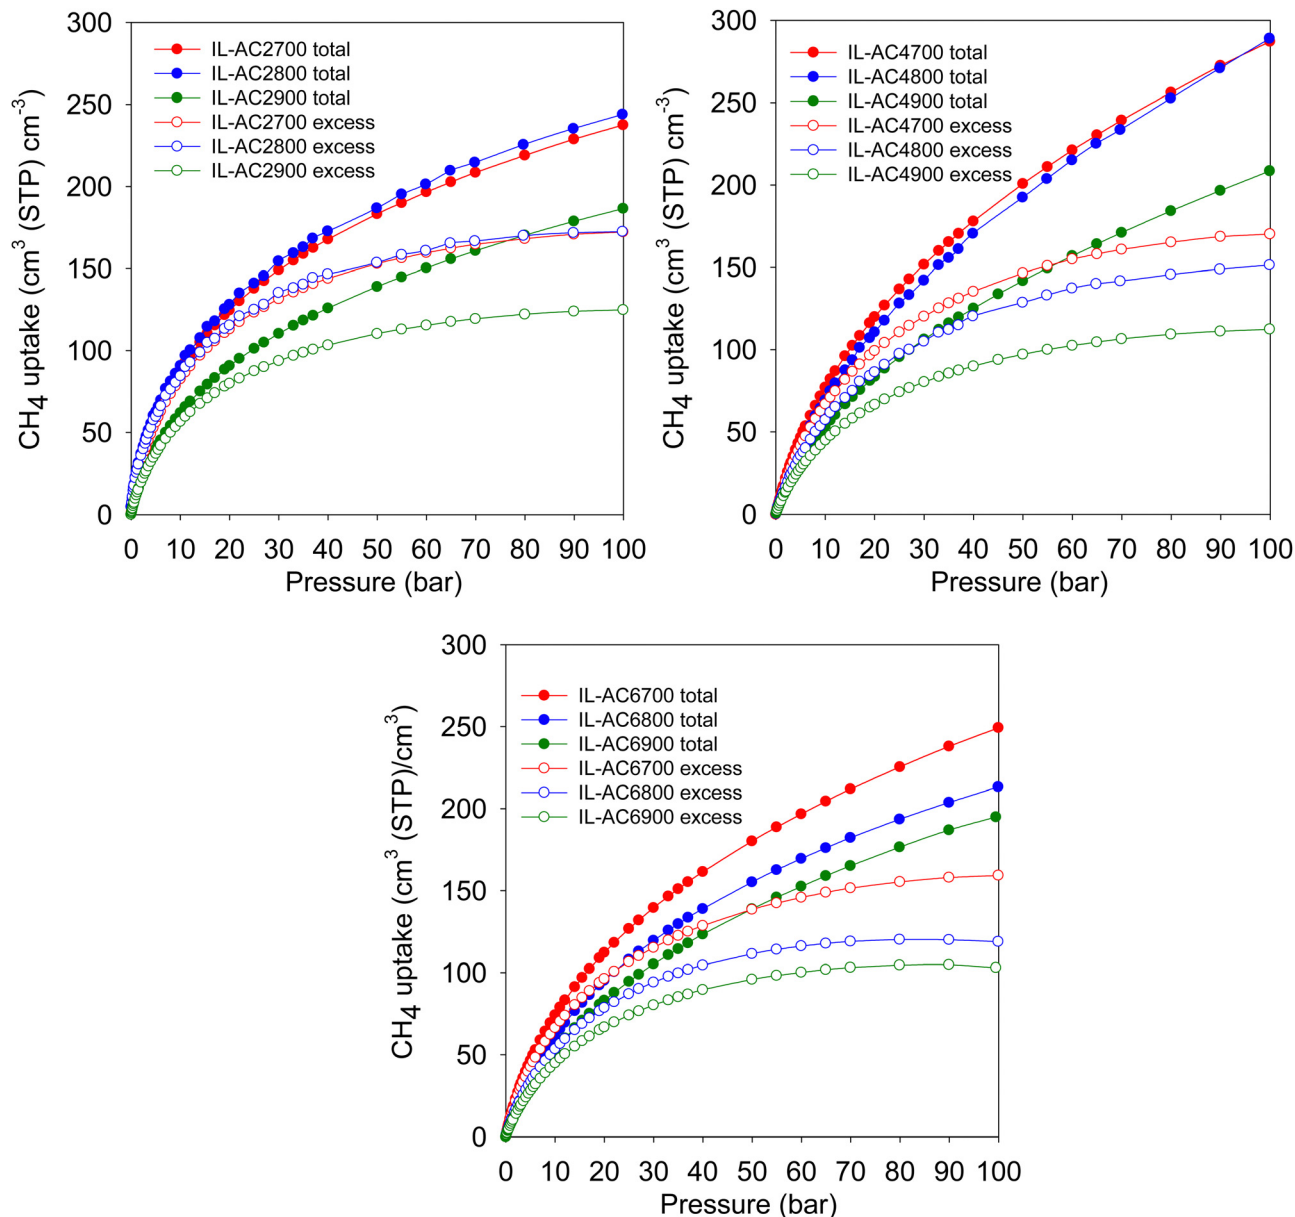 CH4 uptake (cm3 (STP) cm-3)
300
250
200
150
100
50
0
IL-AC2700 total
IL-AC2800 total
IL-AC2900 total
IL-AC2700 excess
IL-AC2800 excess
IL-AC2900 excess
0 10 20 30 40 50 60 70 80 90 100
Pressure (bar)
CH4 uptake (cm3 (STP) cm-3)
300
250
200
150
100
50
0
IL-AC4700 total
IL-AC4800 total
IL-AC4900 total
IL-AC4700 excess
IL-AC4800 excess
IL-AC4900 excess
0 10 20 30 40 50 60 70 80 90 100
Pressure (bar)
CH4 uptake (cm3 (STP)/cm3)
300
250
200
150
100
50
0
IL-AC6700 total
IL-AC6800 total
IL-AC6900 total
IL-AC6700 excess
IL-AC6800 excess
IL-AC6900 excess
0 10 20 30 40 50 60 70 80 90 100
Pressure (bar)